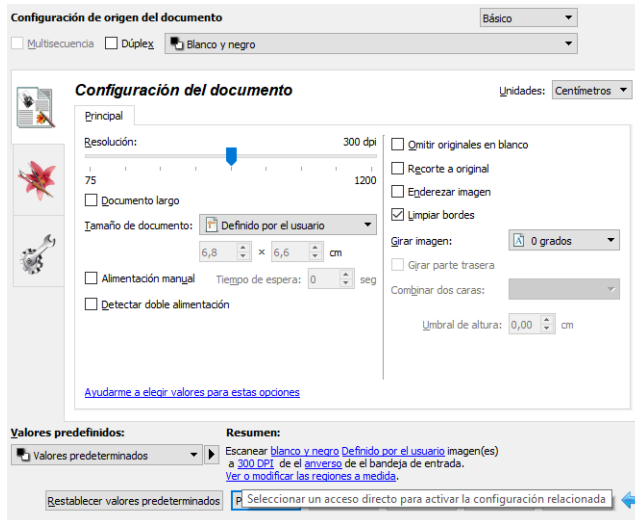 Configuración de origen del documento
Básico
Multisecuencia Dúplex Blanco y negro
Configuración del documento
Unidades: Centímetros
Principal
Resolución: 300 dpi
75 1200
Documento largo
Tamaño de documento: Definido por el usuario
6,8 × 6,6 cm
Alimentación manual Tiempo de espera: 0 seg
Detectar doble alimentación
Omitir originales en blanco
Recorte a original
Enderezar imagen
Limpiar bordes
Girar imagen: 0 grados
Girar parte trasera
Combinar dos caras:
Umbral de altura: 0,00 cm
Ayudarme a elegir valores para estas opciones
Valores predefinidos:
Valores predeterminados
Resumen:
Escanear blanco y negro Definido por el usuario imagen(es)
a 300 DPI de el anverso de el bandeja de entrada.
Ver o modificar las regiones a medida.
Restablecer valores predeterminados
Seleccionar un acceso directo para activar la configuración relacionada